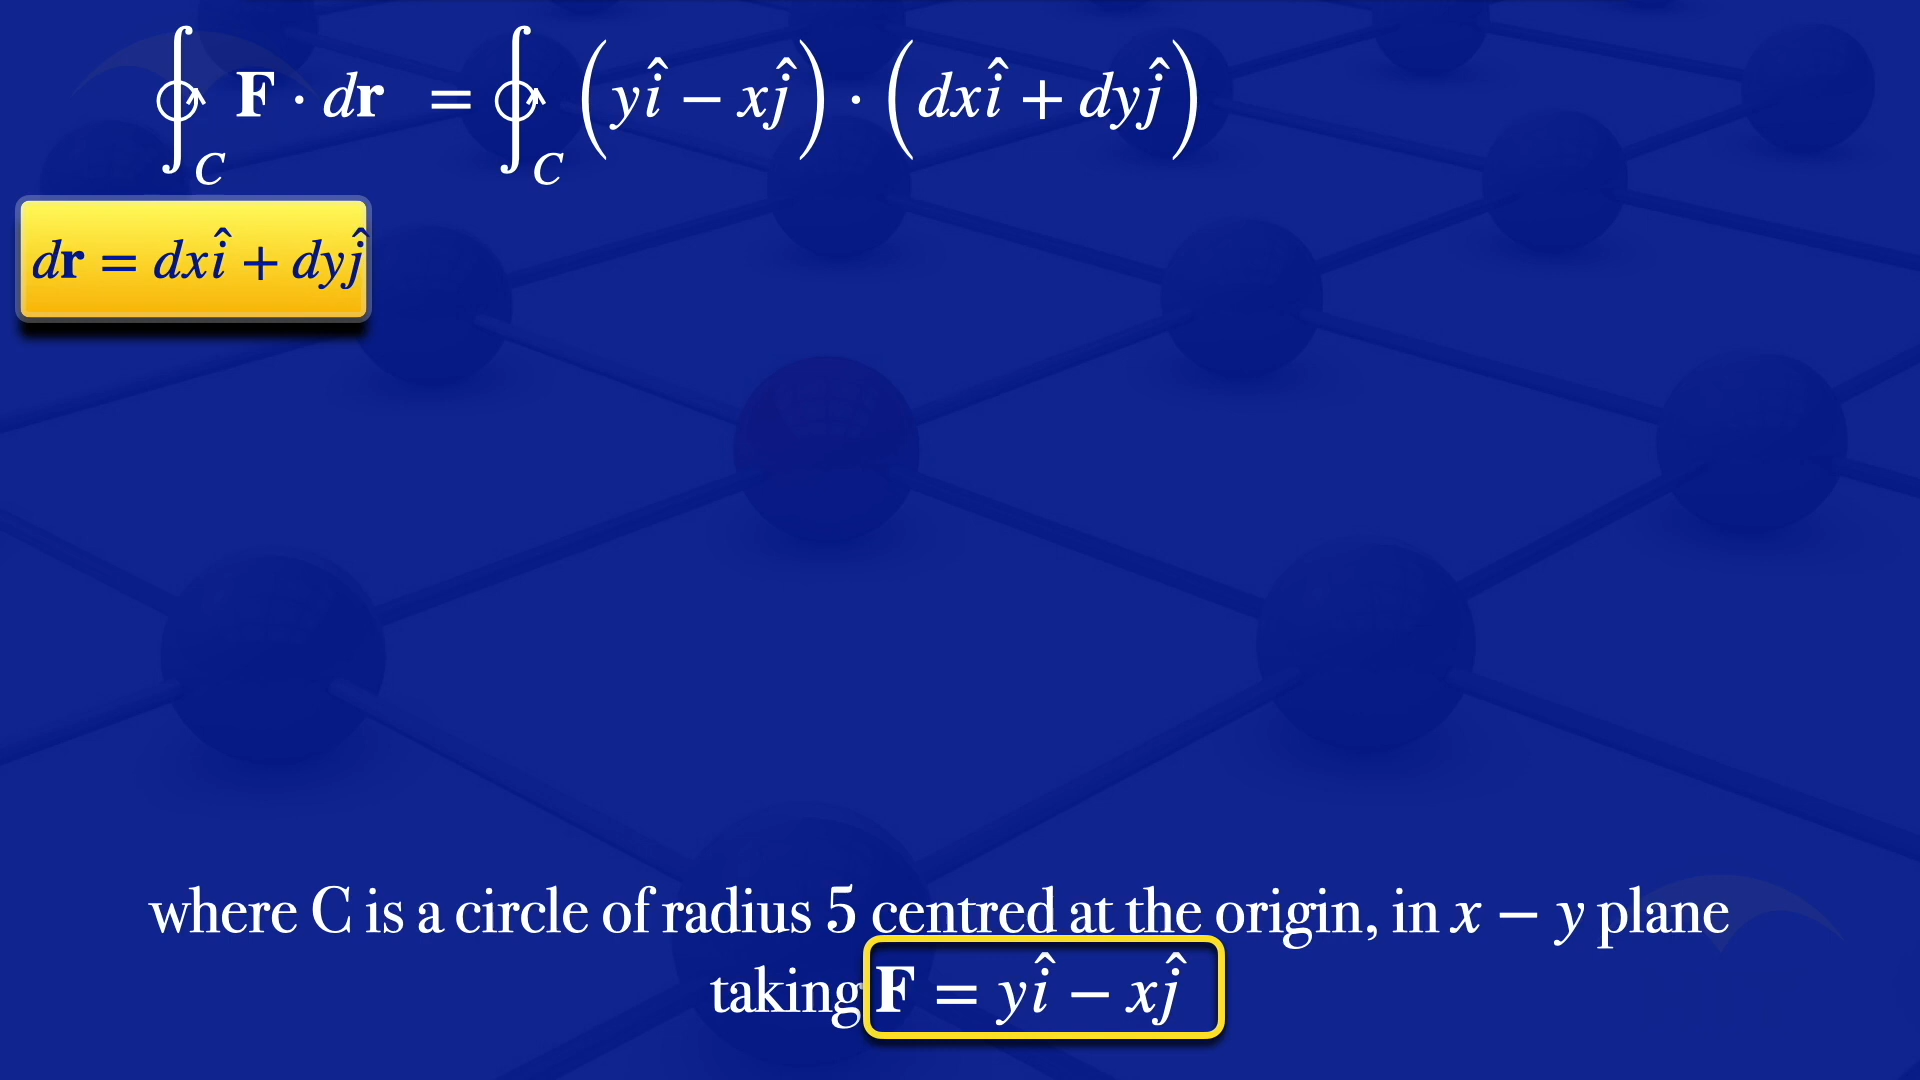 ∮_C 𝐅 · d𝐫 = ∮_C (yî − xĵ) · (dxî + dyĵ)
d𝐫 = dxî + dyĵ
where C is a circle of radius 5 centred at the origin, in x − y plane
taking 𝐅 = yî − xĵ